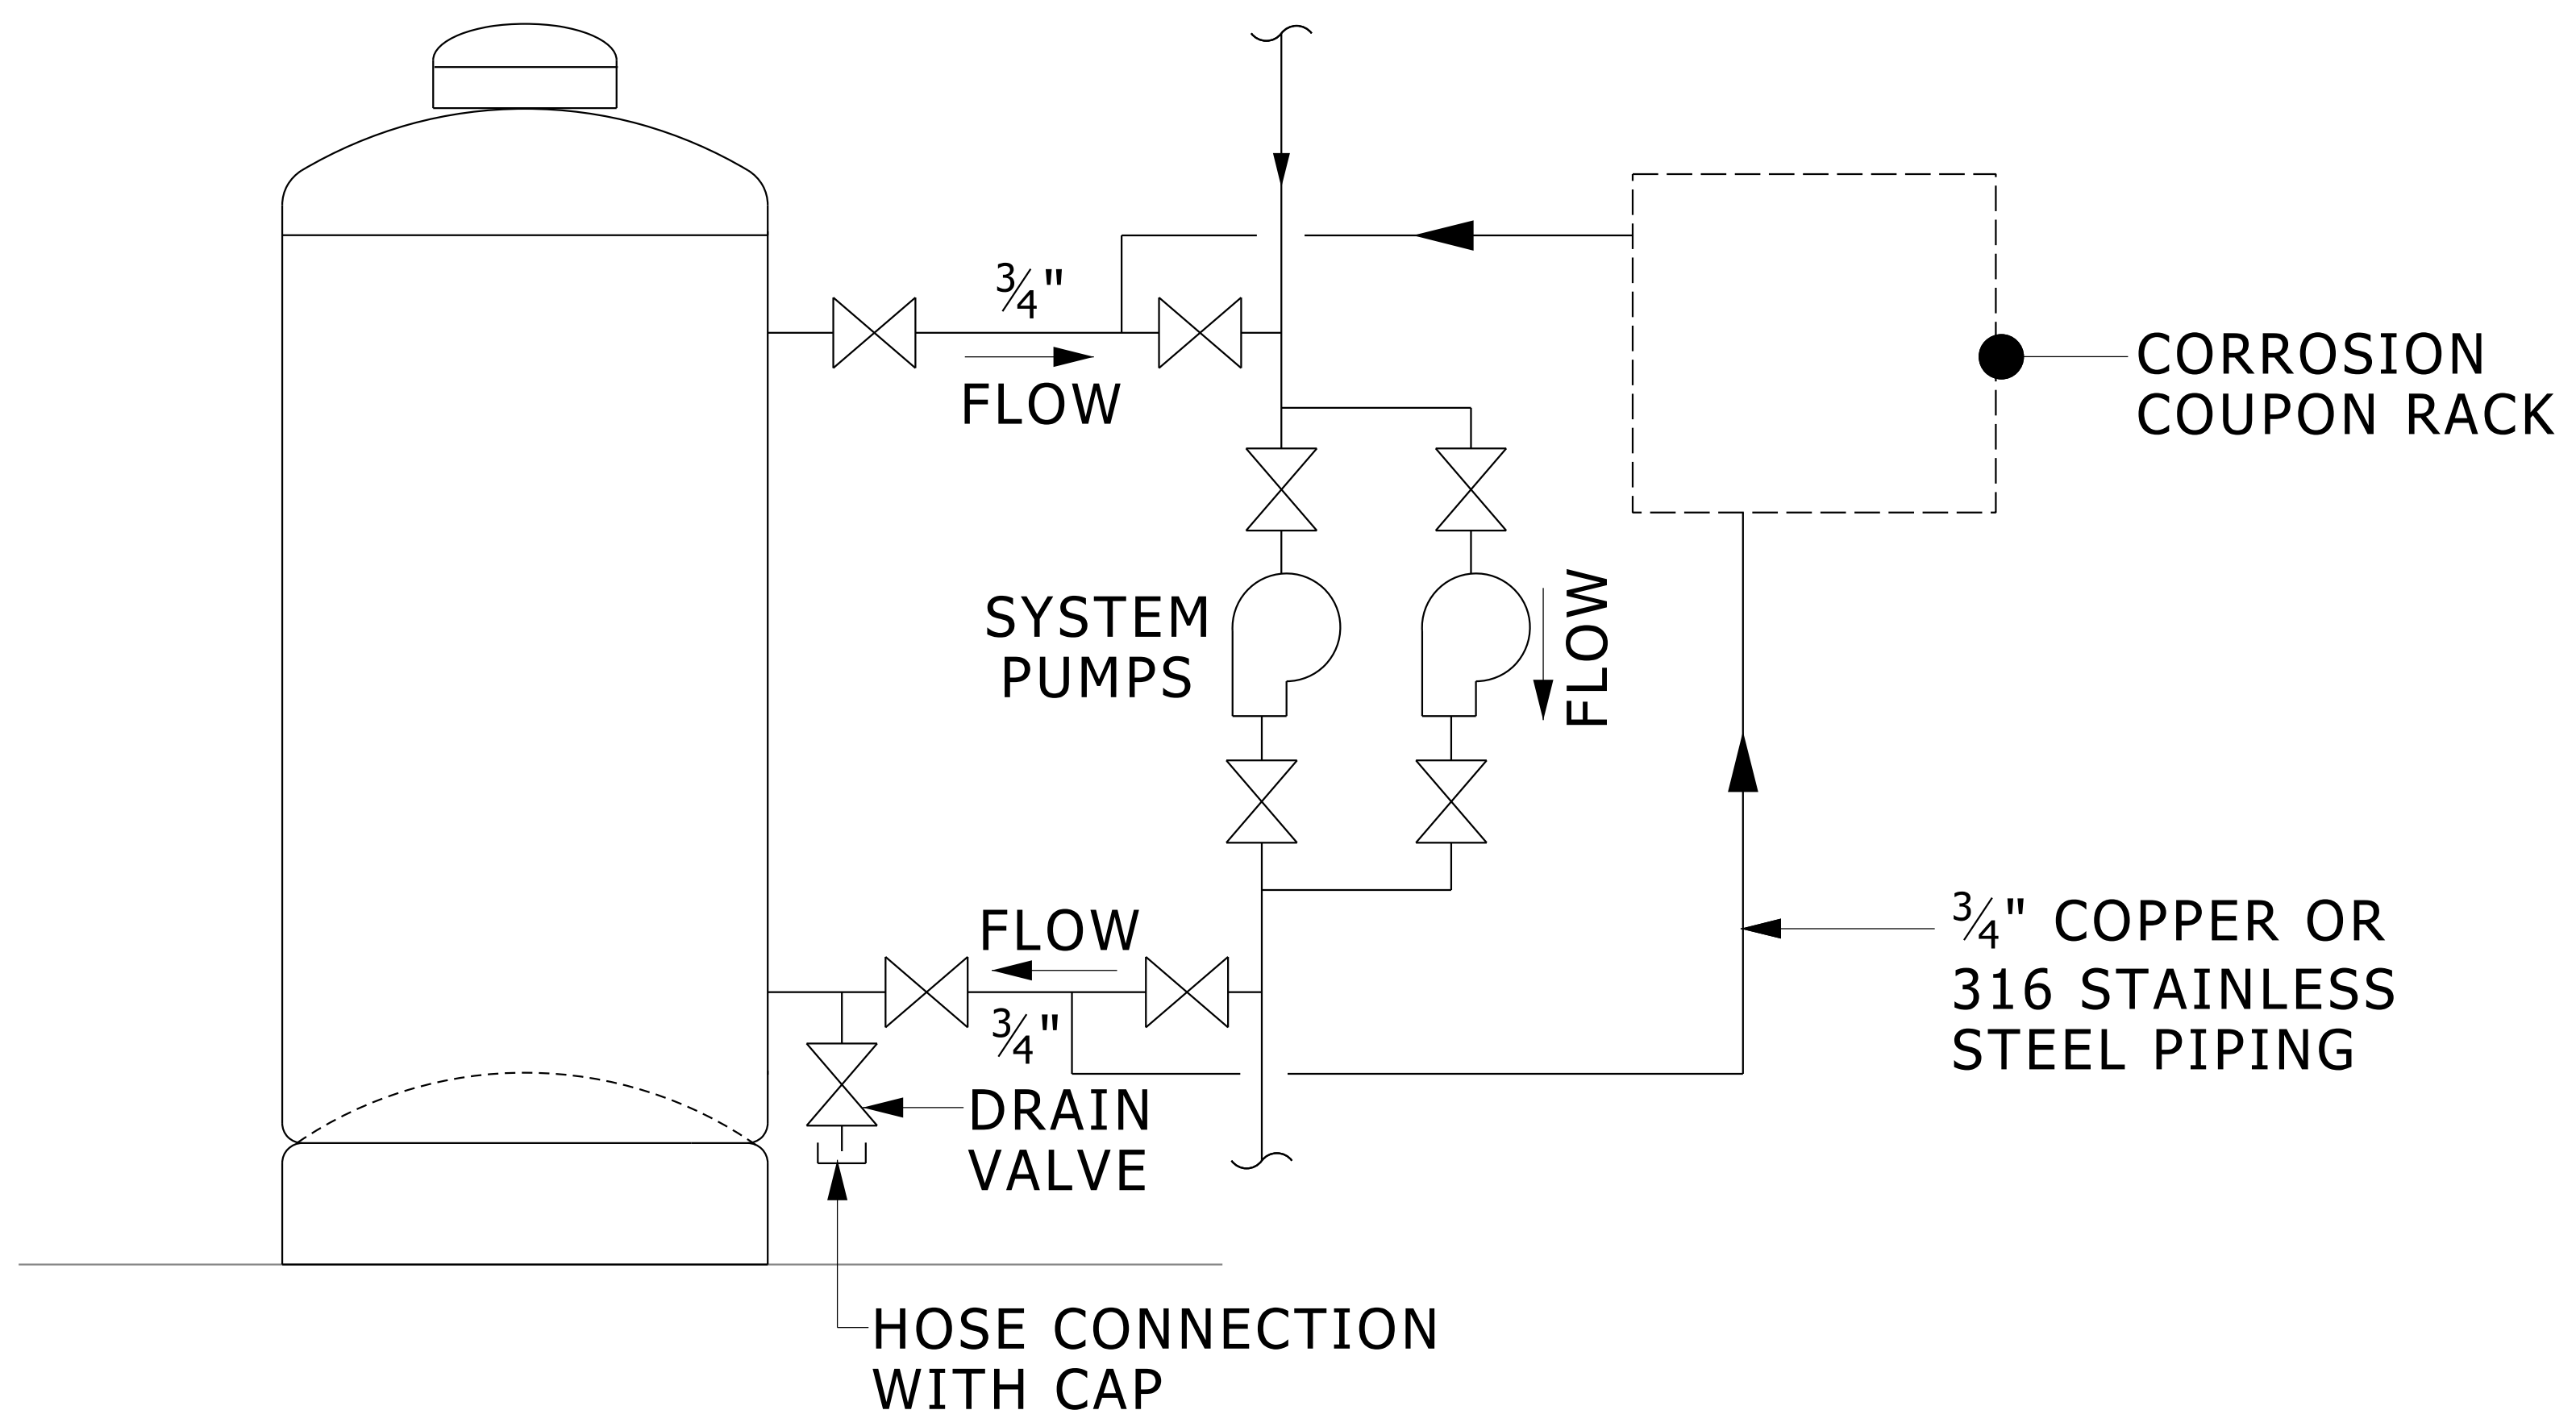 ¾"
FLOW
CORROSION
COUPON RACK
SYSTEM
PUMPS
FLOW
FLOW
¾"
¾" COPPER OR
316 STAINLESS
STEEL PIPING
DRAIN
VALVE
HOSE CONNECTION
WITH CAP